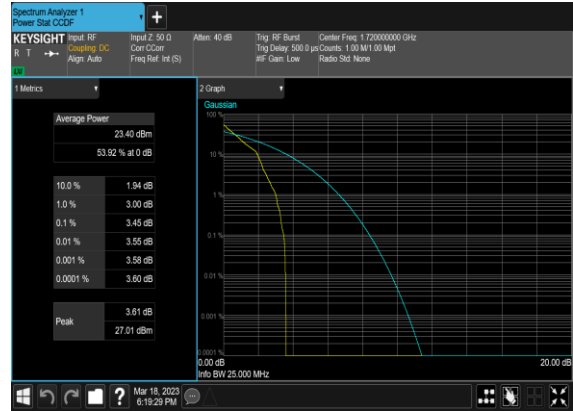 Spectrum Analyzer 1
Power Stat CCDF
KEYSIGHT
R T
LXI
Input: RF
Coupling: DC
Align: Auto
Input Z: 50 Ω
Corr CCorr
Freq Ref: Int (S)
Atten: 40 dB
Trig: RF Burst
Trig Delay: 500.0 µs
#IF Gain: Low
Center Freq: 1.720000000 GHz
Counts: 1.00 M/1.00 Mpt
Radio Std: None
1 Metrics
Average Power
23.40 dBm
53.92 % at 0 dB
10.0 % 1.94 dB
1.0 % 3.00 dB
0.1 % 3.45 dB
0.01 % 3.55 dB
0.001 % 3.58 dB
0.0001 % 3.60 dB
Peak 3.61 dB
27.01 dBm
2 Graph
Gaussian
100 %
10 %
1 %
0.1 %
0.01 %
0.001 %
0.0001 %
0.00 dB 20.00 dB
Info BW 25.000 MHz
?
Mar 18, 2023
6:19:29 PM